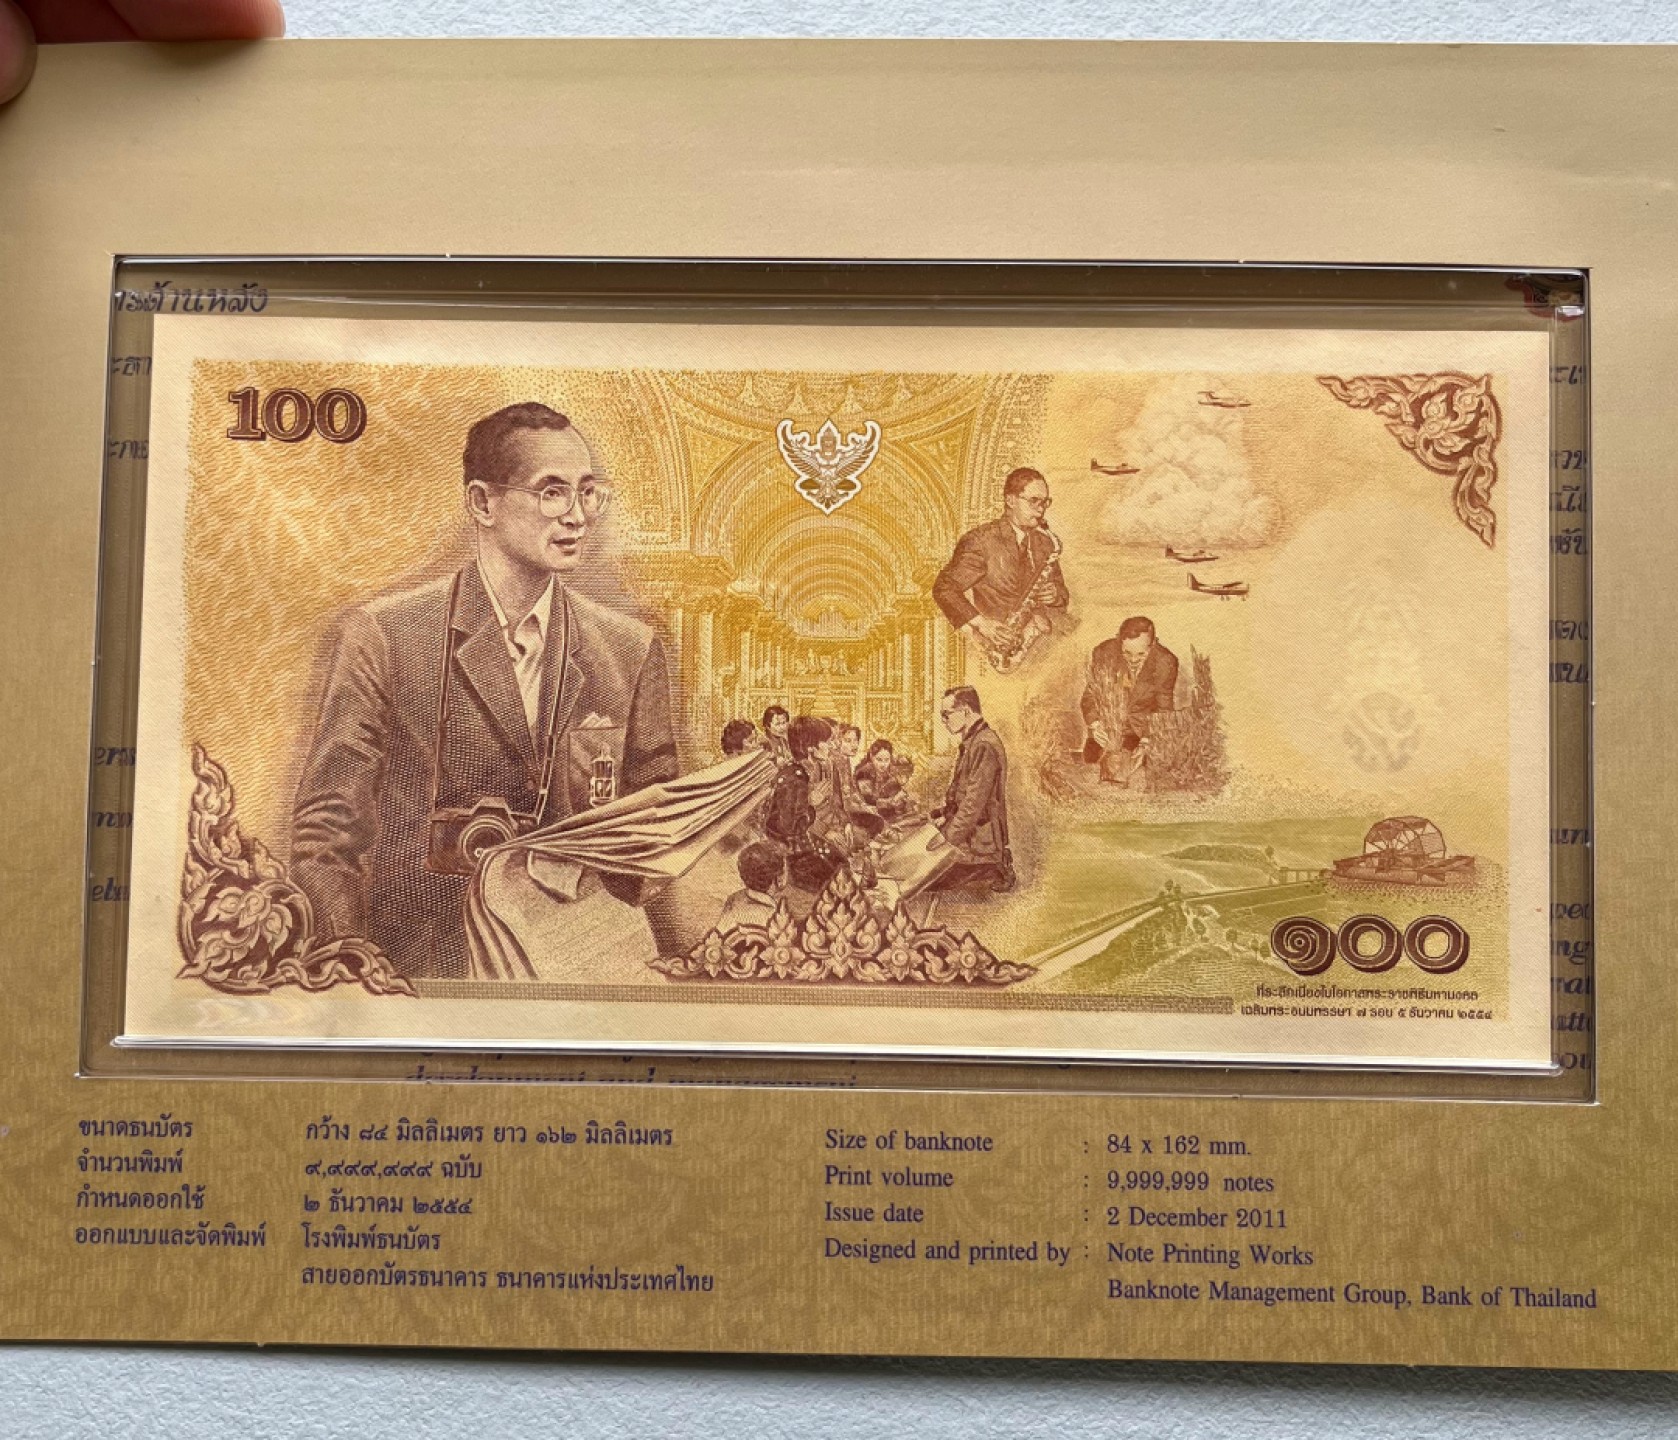 ด้านหลัง
100
๑๐๐
ที่ระลึกเนื่องในโอกาสพระราชพิธีมหามงคล
เฉลิมพระชนมพรรษา ๗ รอบ ๕ ธันวาคม ๒๕๕๔
development and management
ขนาดธนบัตร กว้าง ๘๔ มิลลิเมตร ยาว ๑๖๒ มิลลิเมตร
จำนวนพิมพ์ ๙,๙๙๙,๙๙๙ ฉบับ
กำหนดออกใช้ ๒ ธันวาคม ๒๕๕๔
ออกแบบและจัดพิมพ์ โรงพิมพ์ธนบัตร
สายออกบัตรธนาคาร ธนาคารแห่งประเทศไทย
Size of banknote : 84 x 162 mm.
Print volume : 9,999,999 notes
Issue date : 2 December 2011
Designed and printed by : Note Printing Works
Banknote Management Group, Bank of Thailand